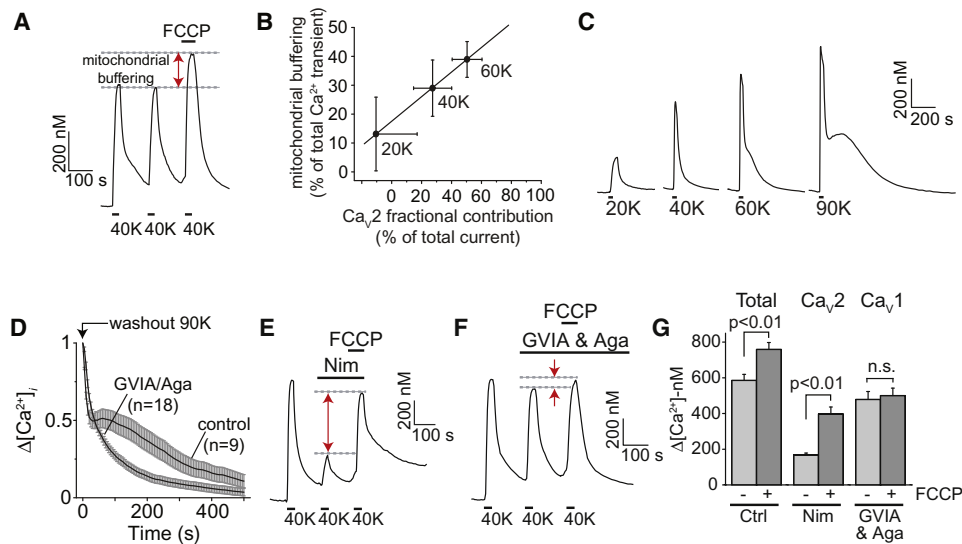 A
FCCP
mitochondrial
buffering
200 nM
100 s
40K 40K 40K
B
mitochondrial buffering
(% of total Ca²⁺ transient)
50
40
30
20
10
0
60K
40K
20K
0 20 40 60 80 100
Caᵥ2 fractional contribution
(% of total current)
C
200 nM
200 s
20K 40K 60K 90K
D
washout 90K
Δ[Ca²⁺]ᵢ
1
0.5
0
GVIA/Aga
(n=18)
control
(n=9)
0 200 400
Time (s)
E
FCCP
Nim
200 nM
100 s
40K 40K 40K
F
FCCP
GVIA & Aga
200 nM
100 s
40K 40K 40K
G
Total Caᵥ2 Caᵥ1
p<0.01
p<0.01
n.s.
Δ[Ca²⁺]-nM
800
600
400
200
0
- + - + - + FCCP
Ctrl Nim GVIA
& Aga